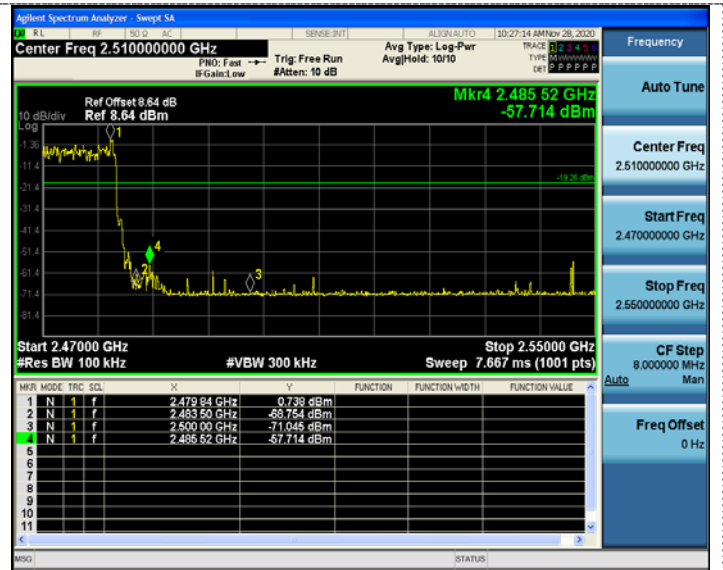 Agilent Spectrum Analyzer - Swept SA
RL RF 50 Ω AC SENSE:INT ALIGN AUTO 10:27:14 AM Nov 28, 2020
Center Freq 2.510000000 GHz
PNO: Fast Trig: Free Run
IFGain:Low #Atten: 10 dB
Avg Type: Log-Pwr
Avg|Hold: 10/10
TRACE 1 2 3 4 5 6
TYPE M
DET P P P P P P
Ref Offset 8.64 dB
10 dB/div Ref 8.64 dBm
Log
Mkr4 2.485 52 GHz
-57.714 dBm
1
-1.36
-11.4
-19.26 dBm
-21.4
-31.4
-41.4
4
-51.4
2
3
-61.4
-71.4
-81.4
Start 2.47000 GHz Stop 2.55000 GHz
#Res BW 100 kHz #VBW 300 kHz Sweep 7.667 ms (1001 pts)
MKR MODE TRC SCL X Y FUNCTION FUNCTION WIDTH FUNCTION VALUE
1 N 1 f 2.479 84 GHz 0.739 dBm
2 N 1 f 2.483 50 GHz -68.754 dBm
3 N 1 f 2.500 00 GHz -71.045 dBm
4 N 1 f 2.485 52 GHz -57.714 dBm
5
6
7
8
9
10
11
MSG STATUS
Frequency
Auto Tune
Center Freq
2.510000000 GHz
Start Freq
2.470000000 GHz
Stop Freq
2.550000000 GHz
CF Step
8.000000 MHz
Auto Man
Freq Offset
0 Hz